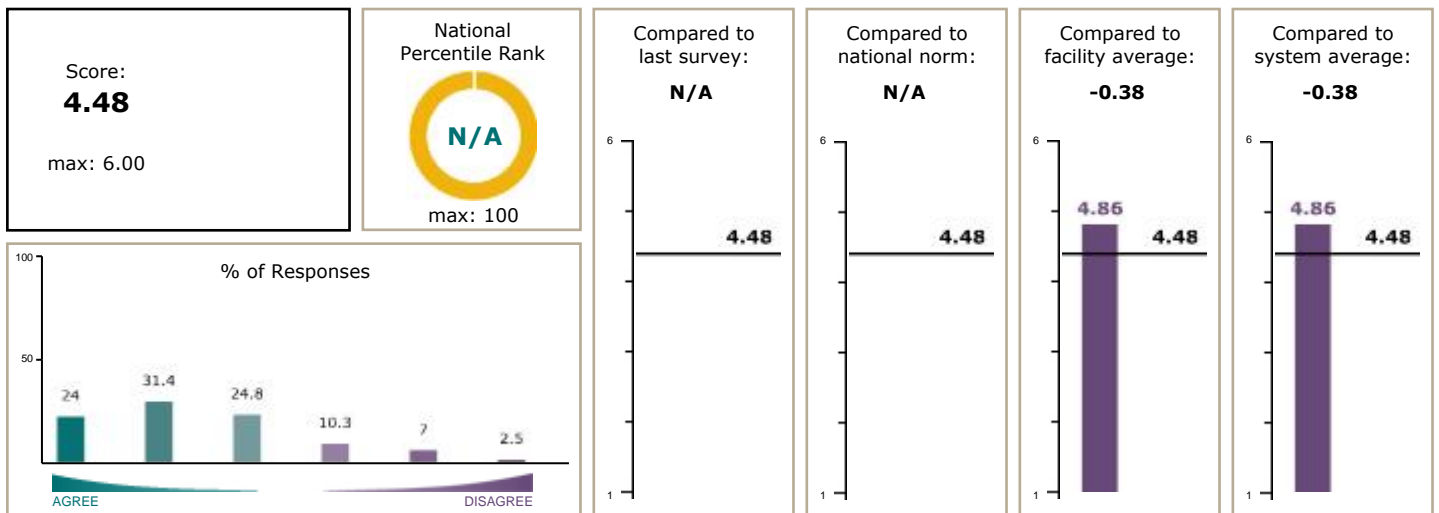 Score:
4.48
max: 6.00
National
Percentile Rank
N/A
max: 100
% of Responses
100
50
24
31.4
24.8
10.3
7
2.5
AGREE
DISAGREE
Compared to
last survey:
N/A
6
4.48
1
Compared to
national norm:
N/A
6
4.48
1
Compared to
facility average:
-0.38
6
4.86
4.48
1
Compared to
system average:
-0.38
6
4.86
4.48
1